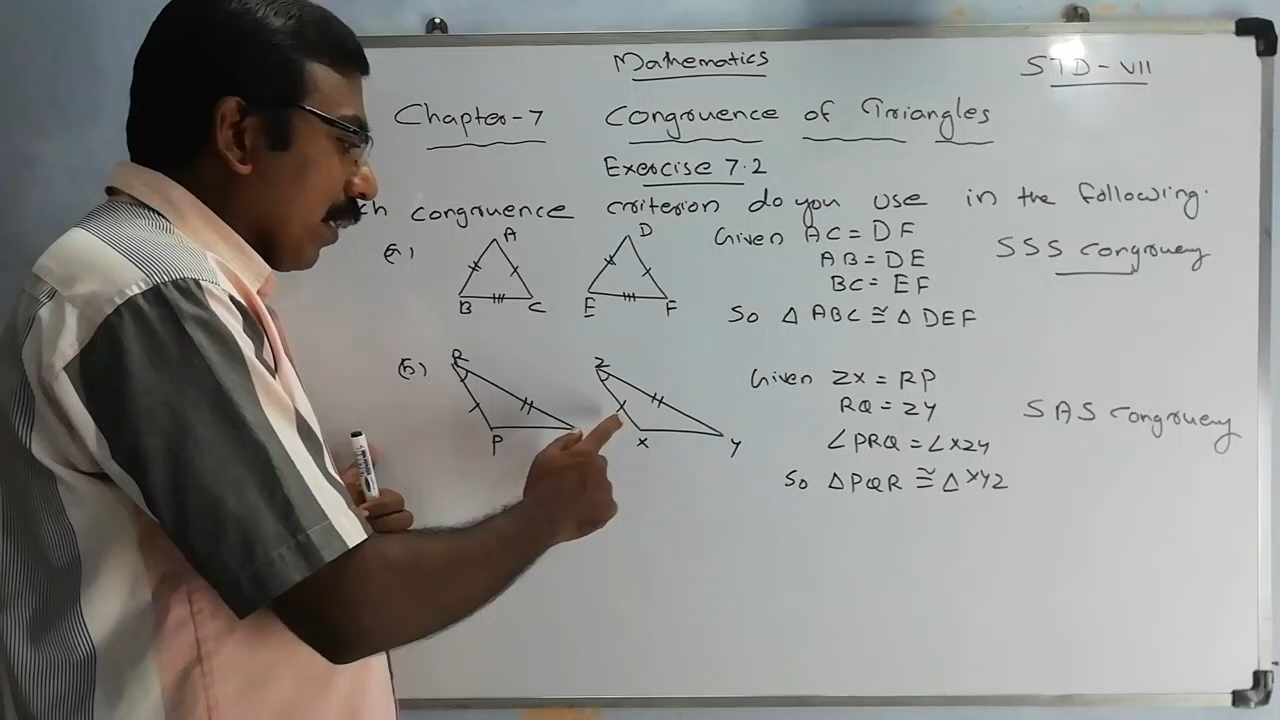 Mathematics
STD-VII
Chapter-7 Congruence of Triangles
Exercise 7.2
congruence criterion do you use in the following.
(a)
A
B
C
D
E
F
Given AC = DF
AB = DE
BC = EF
So △ ABC ≅ △ DEF
SSS congruency
(b)
R
P
Z
X
Y
Given ZX = RP
RQ = ZY
∠PRQ = ∠XZY
So △PQR ≅ △XYZ
SAS congruency